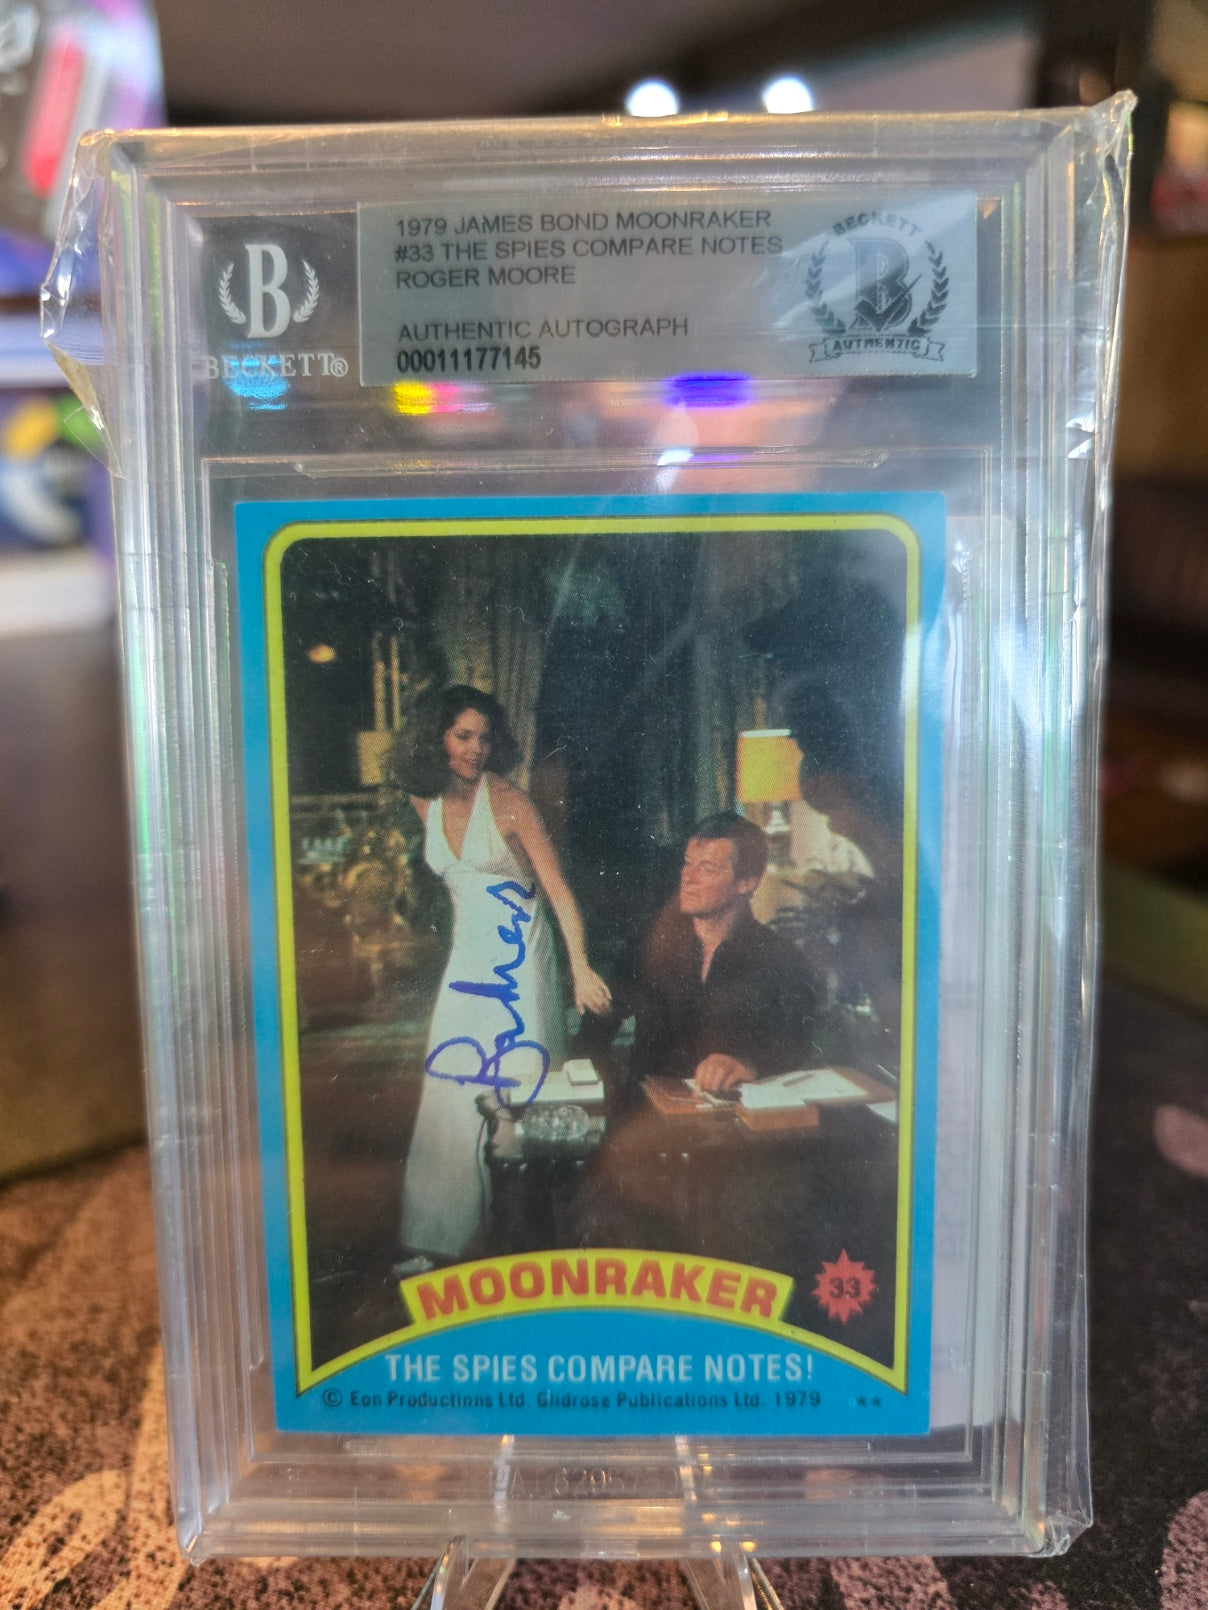 1979 JAMES BOND MOONRAKER
#33 THE SPIES COMPARE NOTES
ROGER MOORE
AUTHENTIC AUTOGRAPH
00011177145
B
BECKETT®
BECKETT
B
AUTHENTIC
MOONRAKER
33
THE SPIES COMPARE NOTES!
© Eon Productions Ltd. Glidrose Publications Ltd. 1979 **